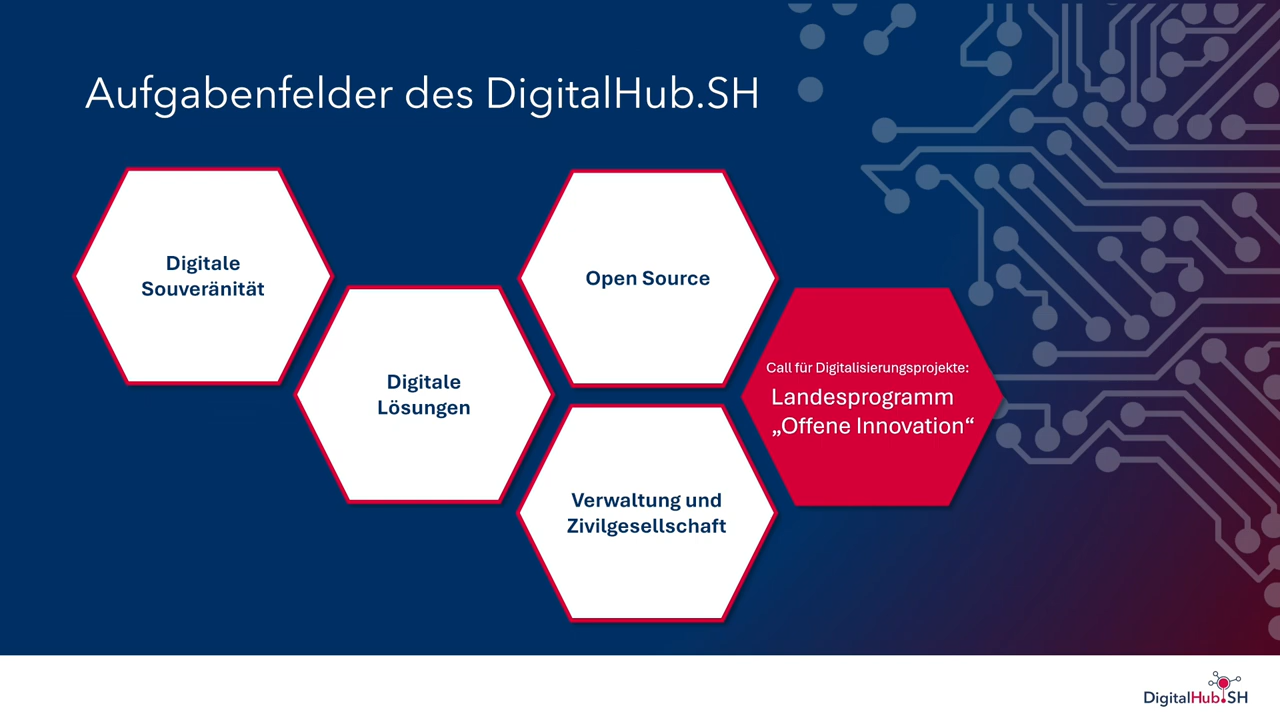 Aufgabenfelder des DigitalHub.SH
Digitale
Souveränität
Digitale
Lösungen
Open Source
Verwaltung und
Zivilgesellschaft
Call für Digitalisierungsprojekte:
Landesprogramm
„Offene Innovation“
DigitalHub.SH